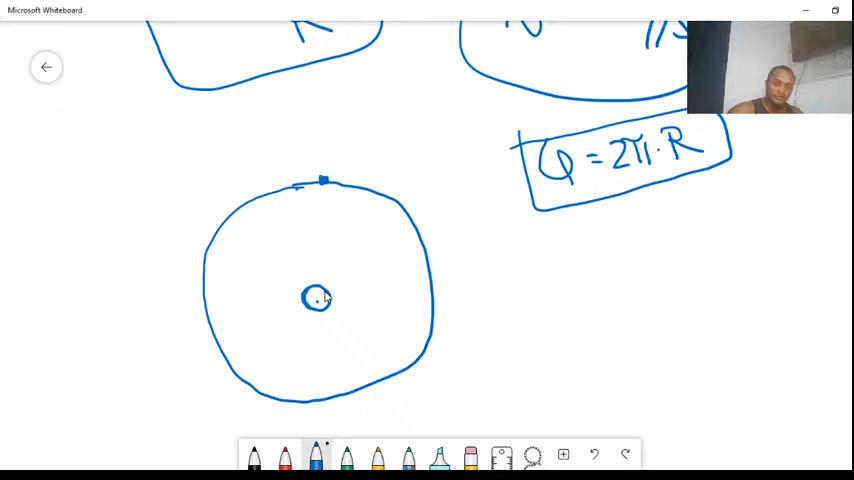 Microsoft Whiteboard
R
φ = 2π · R